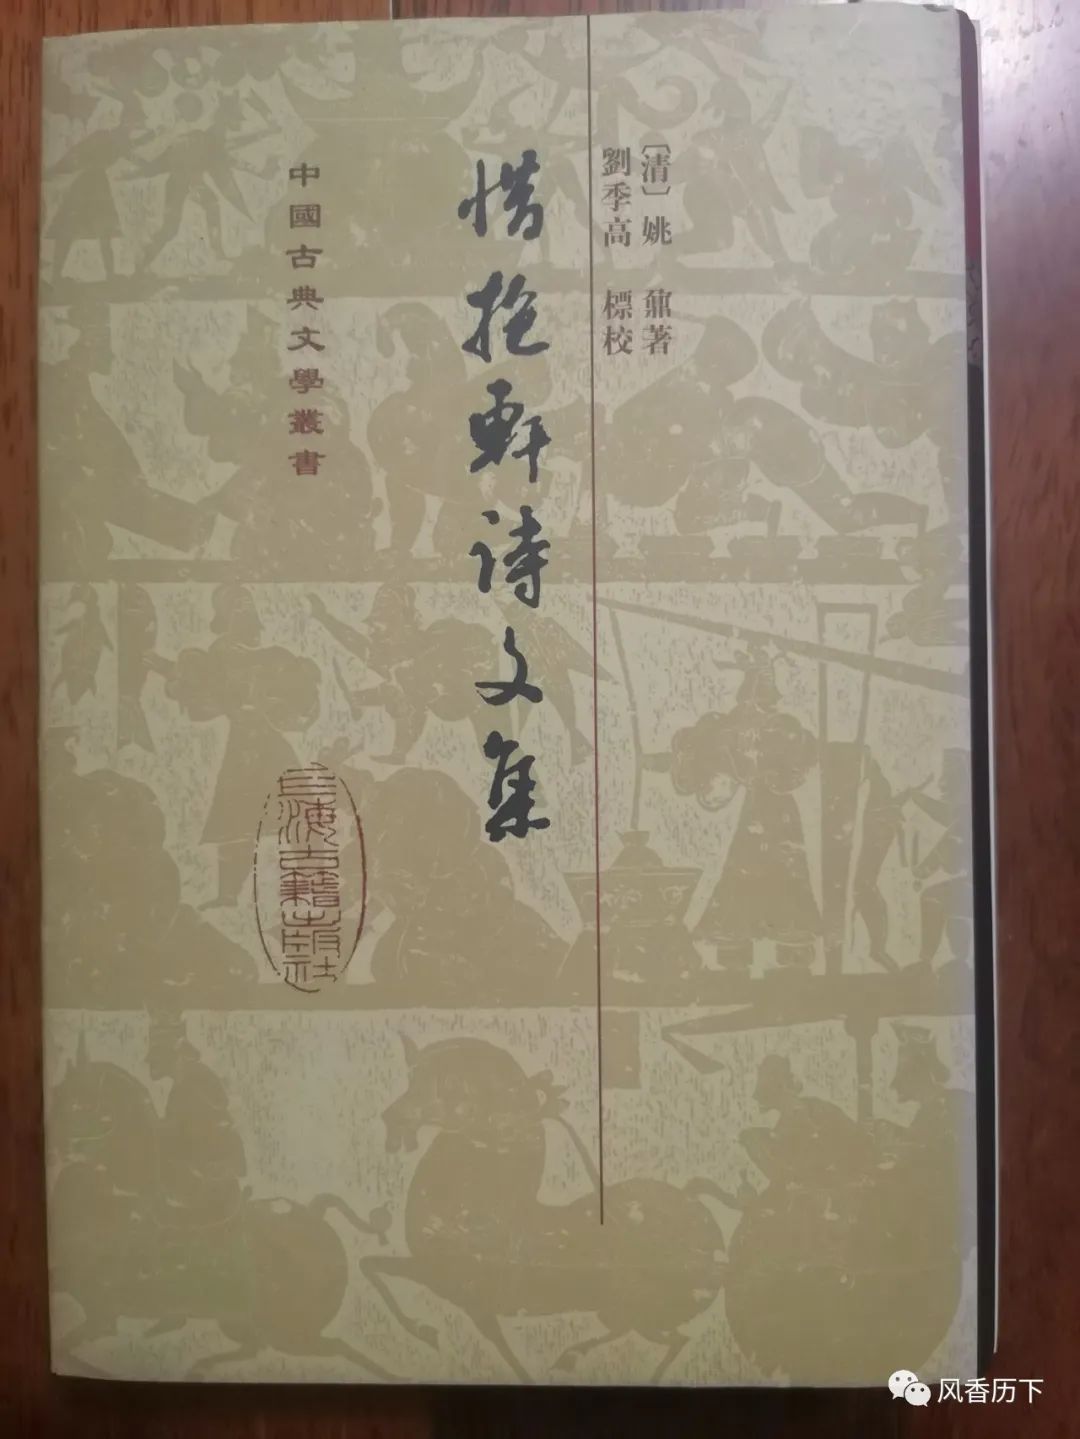 〔清〕姚鼐著
劉季高 標校
惜抱軒诗文集
中國古典文學叢書
上海古籍出版社
风香历下